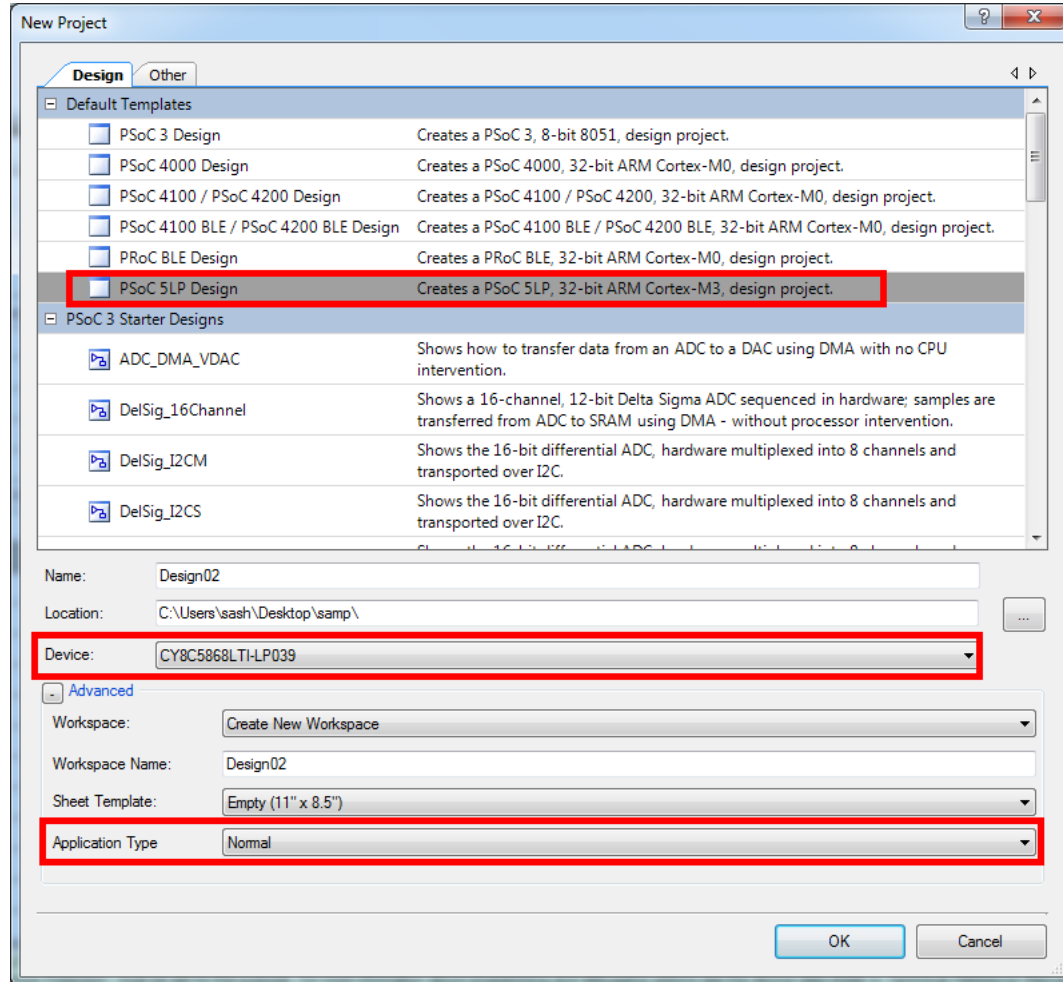 New Project
Design Other
Default Templates
PSoC 3 Design Creates a PSoC 3, 8-bit 8051, design project.
PSoC 4000 Design Creates a PSoC 4000, 32-bit ARM Cortex-M0, design project.
PSoC 4100 / PSoC 4200 Design Creates a PSoC 4100 / PSoC 4200, 32-bit ARM Cortex-M0, design project.
PSoC 4100 BLE / PSoC 4200 BLE Design Creates a PSoC 4100 BLE / PSoC 4200 BLE, 32-bit ARM Cortex-M0, design project.
PRoC BLE Design Creates a PRoC BLE, 32-bit ARM Cortex-M0, design project.
PSoC 5LP Design Creates a PSoC 5LP, 32-bit ARM Cortex-M3, design project.
PSoC 3 Starter Designs
ADC_DMA_VDAC Shows how to transfer data from an ADC to a DAC using DMA with no CPU
intervention.
DelSig_16Channel Shows a 16-channel, 12-bit Delta Sigma ADC sequenced in hardware; samples are
transferred from ADC to SRAM using DMA - without processor intervention.
DelSig_I2CM Shows the 16-bit differential ADC, hardware multiplexed into 8 channels and
transported over I2C.
DelSig_I2CS Shows the 16-bit differential ADC, hardware multiplexed into 8 channels and
transported over I2C.
Name: Design02
Location: C:\Users\sash\Desktop\samp\
...
Device: CY8C5868LTI-LP039
Advanced
Workspace: Create New Workspace
Workspace Name: Design02
Sheet Template: Empty (11" x 8.5")
Application Type Normal
OK Cancel